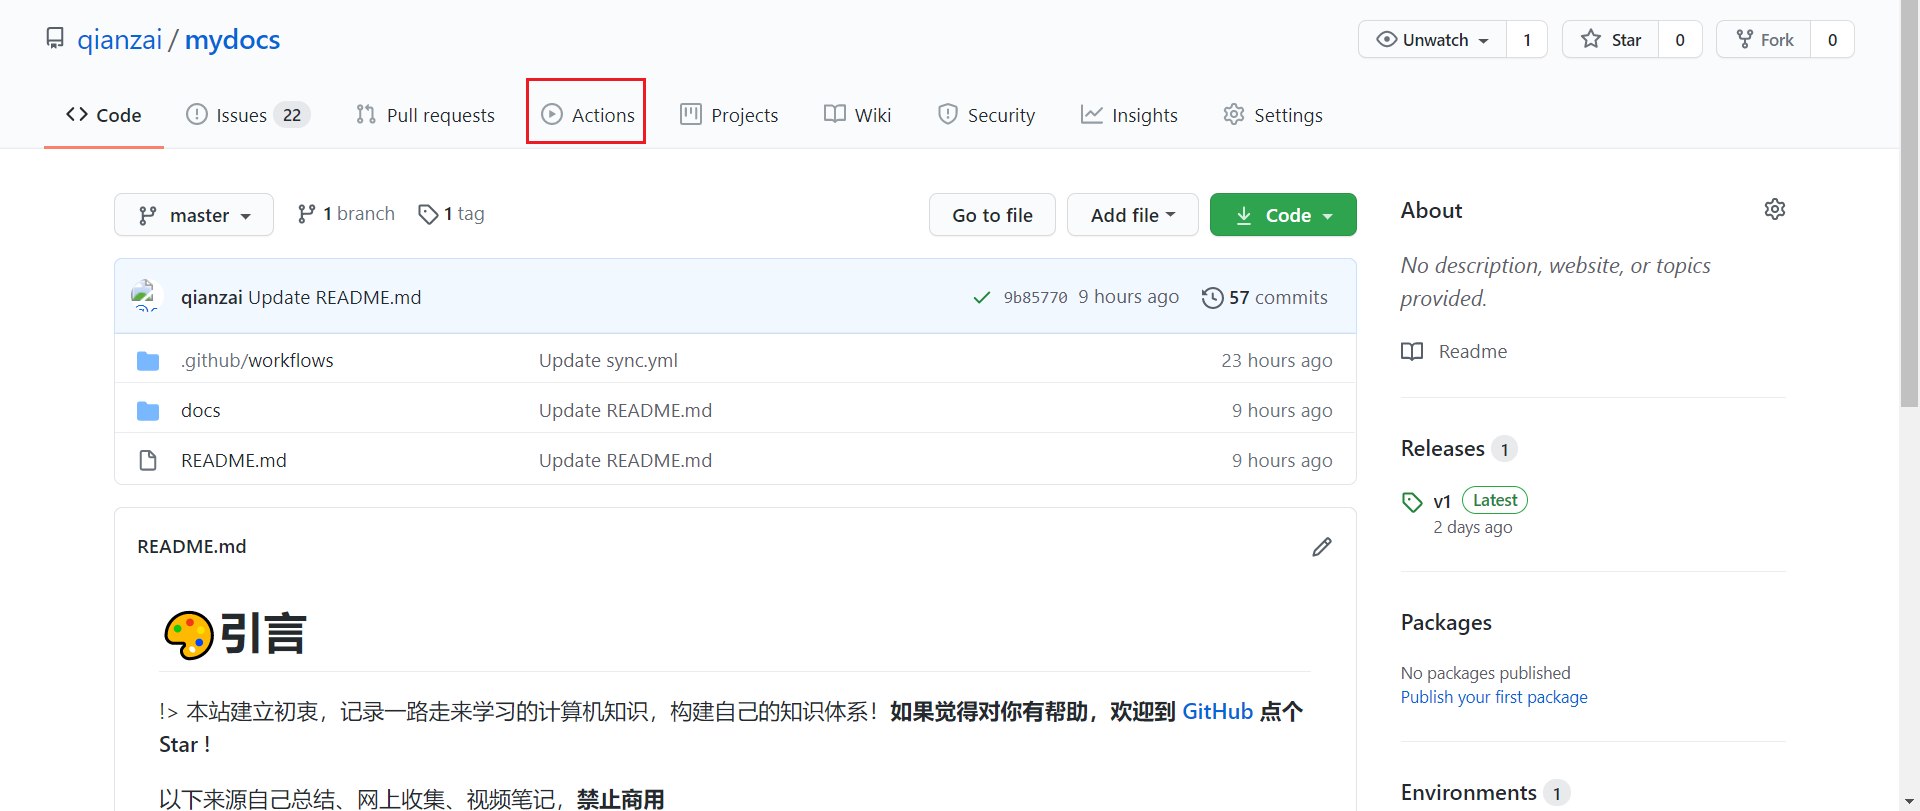 qianzai / mydocs
Unwatch 1 Star 0 Fork 0
Code Issues 22 Pull requests Actions Projects Wiki Security Insights Settings
master 1 branch 1 tag Go to file Add file Code
qianzai Update README.md 9b85770 9 hours ago 57 commits
.github/workflows Update sync.yml 23 hours ago
docs Update README.md 9 hours ago
README.md Update README.md 9 hours ago
README.md
引言
!> 本站建立初衷，记录一路走来学习的计算机知识，构建自己的知识体系！如果觉得对你有帮助，欢迎到 GitHub 点个
Star !
以下来源自己总结、网上收集、视频笔记，禁止商用
About
No description, website, or topics
provided.
Readme
Releases 1
v1 Latest
2 days ago
Packages
No packages published
Publish your first package
Environments 1